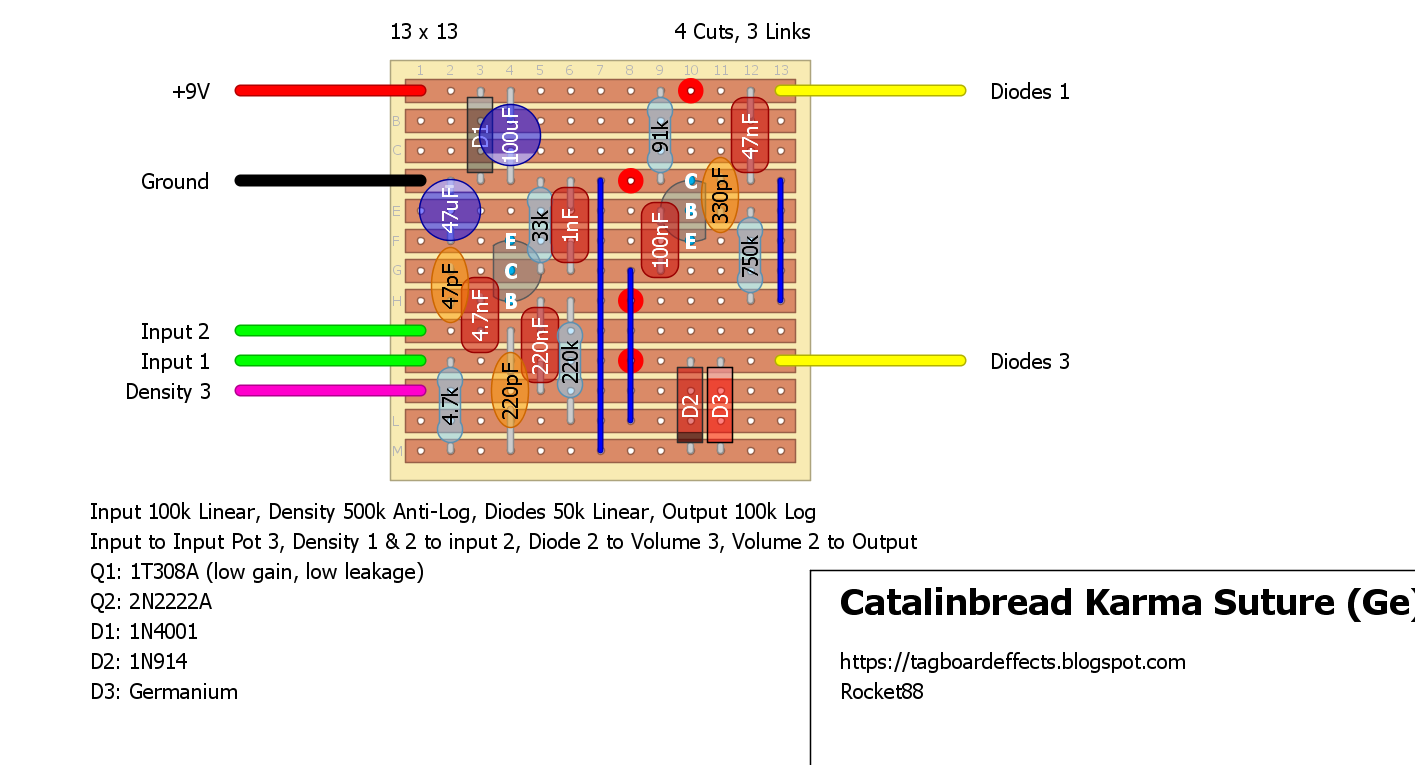 13 x 13
4 Cuts, 3 Links
1 2 3 4 5 6 7 8 9 10 11 12 13
+9V
Diodes 1
B
D1
100uF
91k
47nF
C
Ground
C
330pF
47uF
E
33k
1nF
100nF
B
F
E
E
750k
G
47pF
C
H
4.7nF
B
Input 2
220nF
220k
Input 1
Diodes 3
Density 3
4.7k
220pF
D2
D3
L
M
Input 100k Linear, Density 500k Anti-Log, Diodes 50k Linear, Output 100k Log
Input to Input Pot 3, Density 1 & 2 to input 2, Diode 2 to Volume 3, Volume 2 to Output
Q1: 1T308A (low gain, low leakage)
Q2: 2N2222A
D1: 1N4001
D2: 1N914
D3: Germanium
Catalinbread Karma Suture (Ge)
https://tagboardeffects.blogspot.com
Rocket88